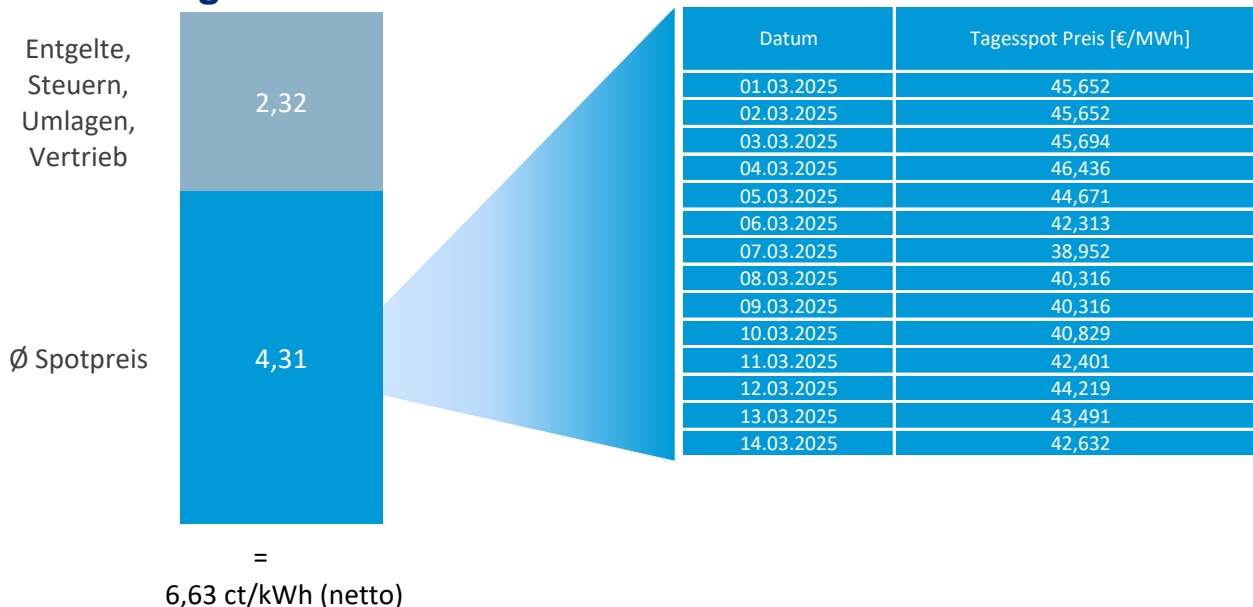 Entgelte,
Steuern,
Umlagen,
Vertrieb
2,32
Ø Spotpreis
4,31
=
6,63 ct/kWh (netto)
Datum Tagesspot Preis [€/MWh]
01.03.2025 45,652
02.03.2025 45,652
03.03.2025 45,694
04.03.2025 46,436
05.03.2025 44,671
06.03.2025 42,313
07.03.2025 38,952
08.03.2025 40,316
09.03.2025 40,316
10.03.2025 40,829
11.03.2025 42,401
12.03.2025 44,219
13.03.2025 43,491
14.03.2025 42,632